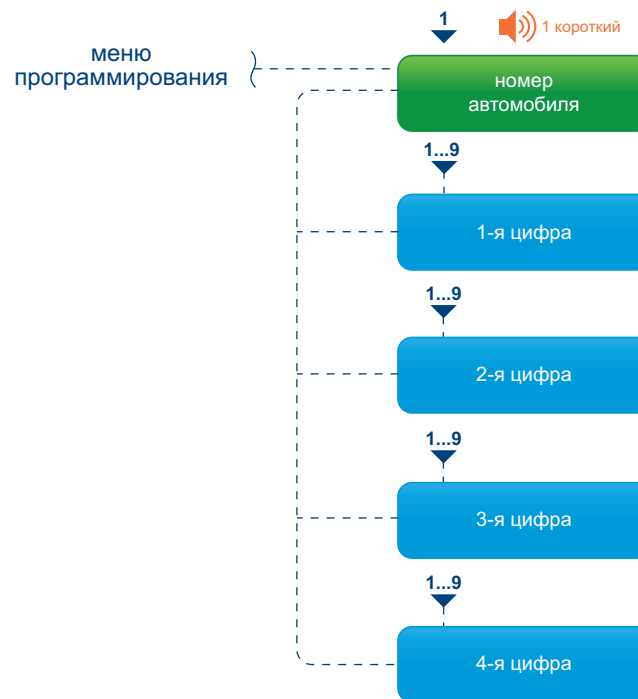 1
1 короткий
меню
программирования
номер
автомобиля
1...9
1-я цифра
1...9
2-я цифра
1...9
3-я цифра
1...9
4-я цифра